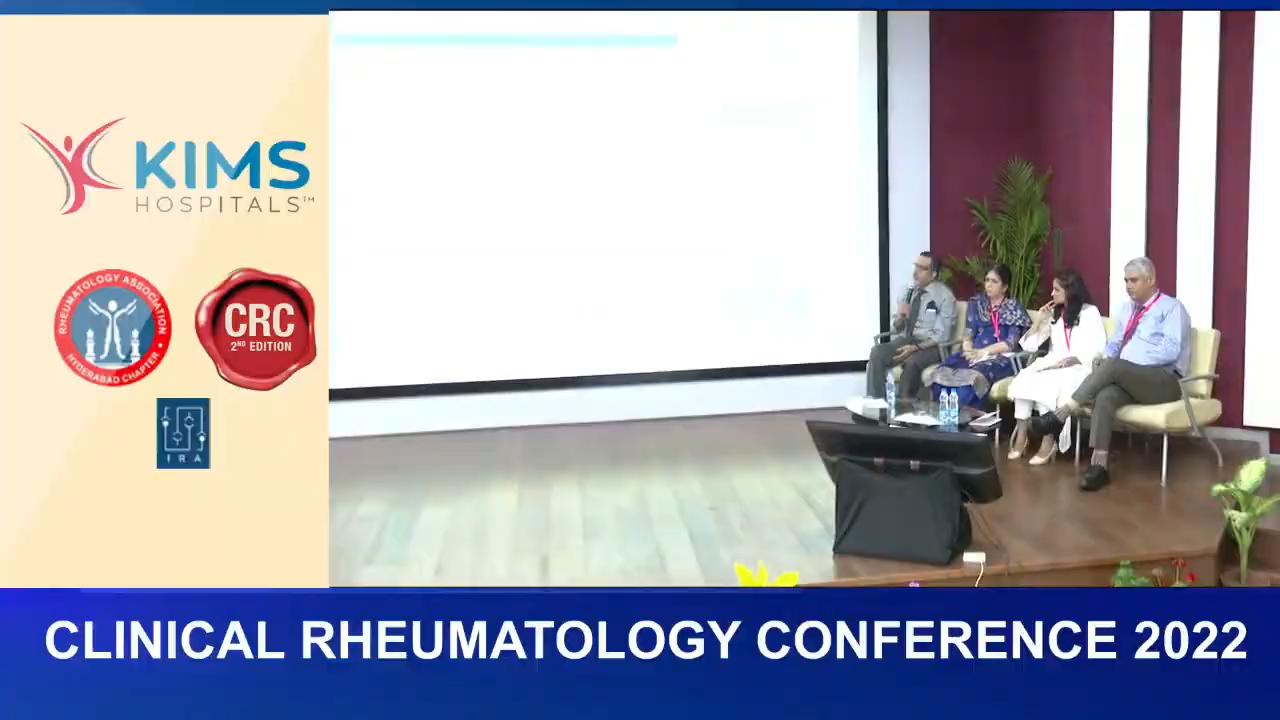 KIMS
HOSPITALS™
RHEUMATOLOGY ASSOCIATION
• HYDERABAD CHAPTER •
CRC
2ND EDITION
IRA
CLINICAL RHEUMATOLOGY CONFERENCE 2022